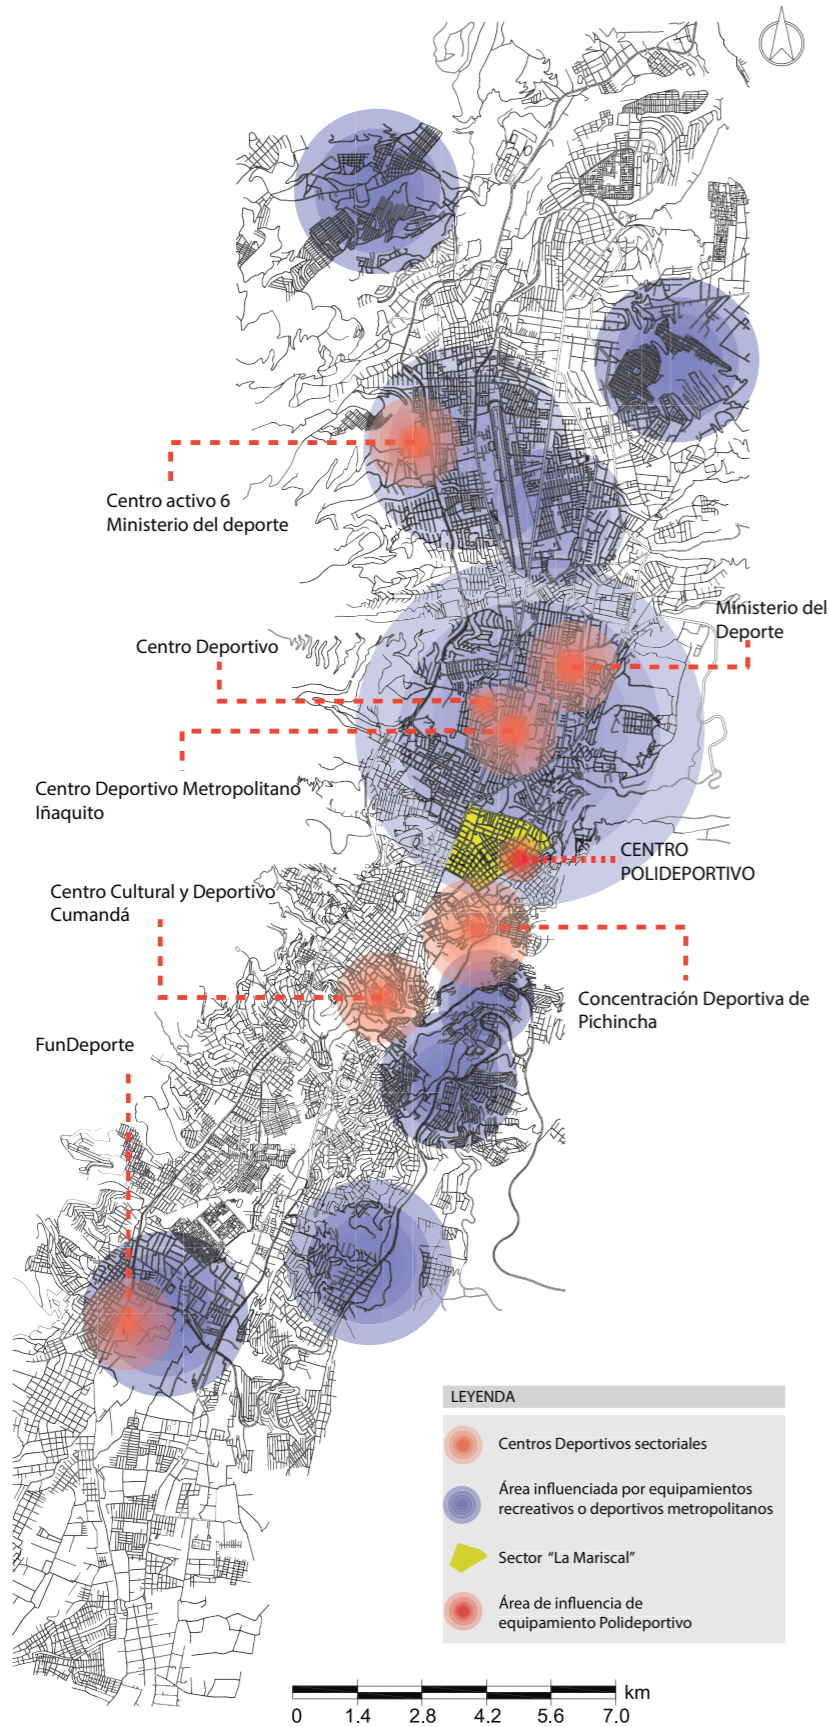 Centro activo 6
Ministerio del deporte
Ministerio del
Deporte
Centro Deportivo
Centro Deportivo Metropolitano
Iñaquito
CENTRO
POLIDEPORTIVO
Centro Cultural y Deportivo
Cumandá
Concentración Deportiva de
Pichincha
FunDeporte
LEYENDA
Centros Deportivos sectoriales
Área influenciada por equipamientos
recreativos o deportivos metropolitanos
Sector “La Mariscal”
Área de influencia de
equipamiento Polideportivo
km
0 1.4 2.8 4.2 5.6 7.0